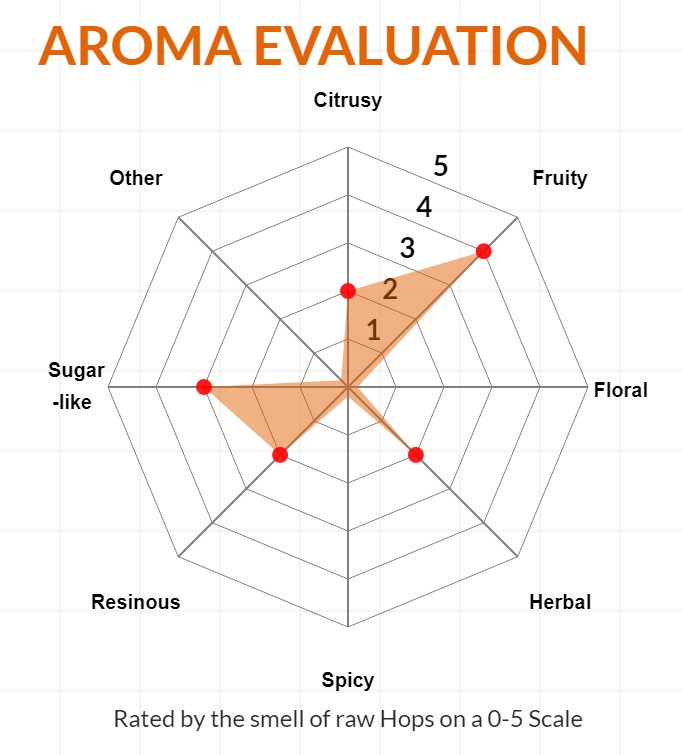 AROMA EVALUATION
Citrusy
Other
Fruity
5
4
3
2
1
Sugar
-like
Floral
Resinous
Herbal
Spicy
Rated by the smell of raw Hops on a 0-5 Scale